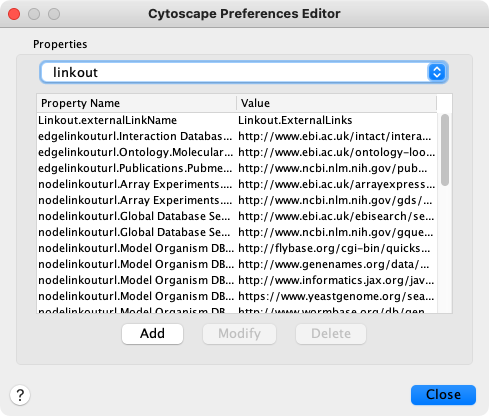 Cytoscape Preferences Editor
Properties
linkout
Property Name Value
Linkout.externalLinkName Linkout.ExternalLinks
edgelinkouturl.Interaction Databas... http://www.ebi.ac.uk/intact/intera...
edgelinkouturl.Ontology.Molecular... http://www.ebi.ac.uk/ontology-loo...
edgelinkouturl.Publications.Pubme... http://www.ncbi.nlm.nih.gov/pub...
nodelinkouturl.Array Experiments.... http://www.ebi.ac.uk/arrayexpress...
nodelinkouturl.Array Experiments.... http://www.ncbi.nlm.nih.gov/gds/...
nodelinkouturl.Global Database Se... http://www.ebi.ac.uk/ebisearch/se...
nodelinkouturl.Global Database Se... http://www.ncbi.nlm.nih.gov/gque...
nodelinkouturl.Model Organism DB... http://flybase.org/cgi-bin/quicks...
nodelinkouturl.Model Organism DB... http://www.genenames.org/data/...
nodelinkouturl.Model Organism DB... http://www.informatics.jax.org/jav...
nodelinkouturl.Model Organism DB... https://www.yeastgenome.org/sea...
nodelinkouturl.Model Organism DB... http://www.wormbase.org/db/gen...
Add Modify Delete
? Close